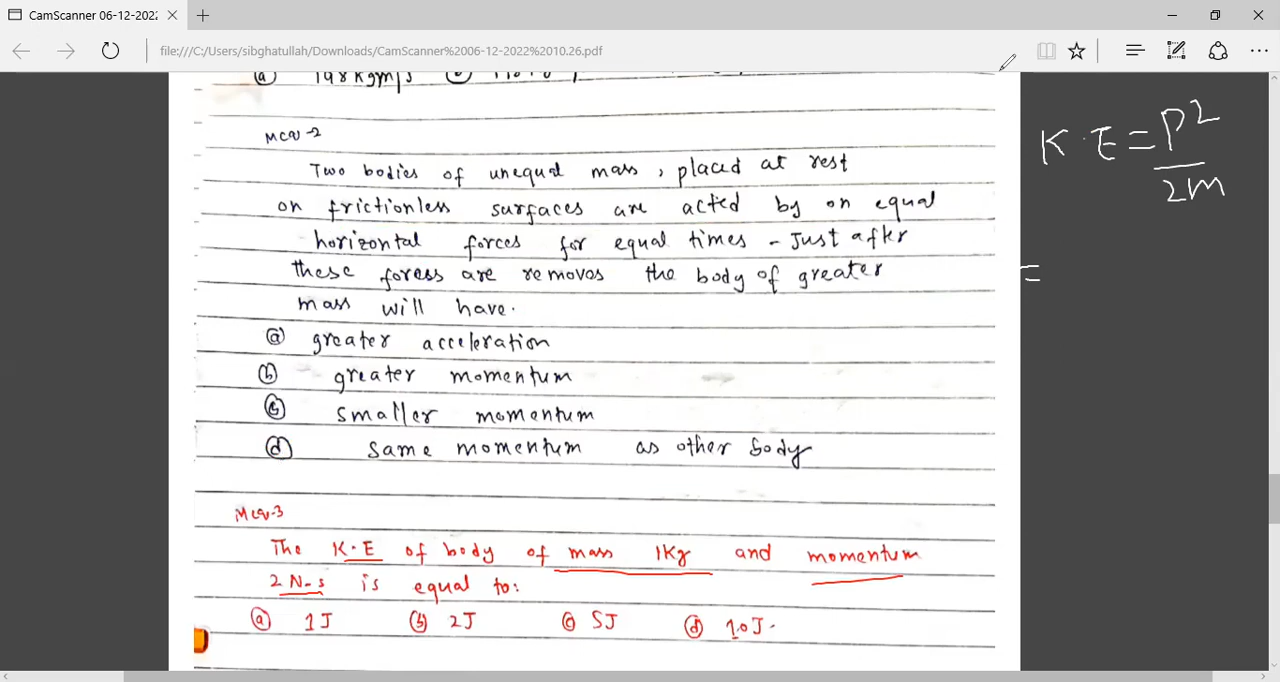 CamScanner 06-12-2022
file:///C:/Users/sibghatullah/Downloads/CamScanner%2006-12-2022%2010.26.pdf
ⓐ 148 Kgm/s
MCQ-2
Two bodies of unequal mass, placed at rest
on frictionless surfaces are acted by on equal
horizontal forces for equal times - Just after
these foress are removes the body of greater
mass will have.
ⓐ greater acceleration
ⓑ greater momentum
ⓒ smaller momentum
ⓓ same momentum as other body
MCQ-3
The K.E of body of mass 1Kg and momentum
2 N-s is equal to:
ⓐ 1J ⓑ 2J ⓒ 5J ⓓ 10J.
K.E = P²
2m
=